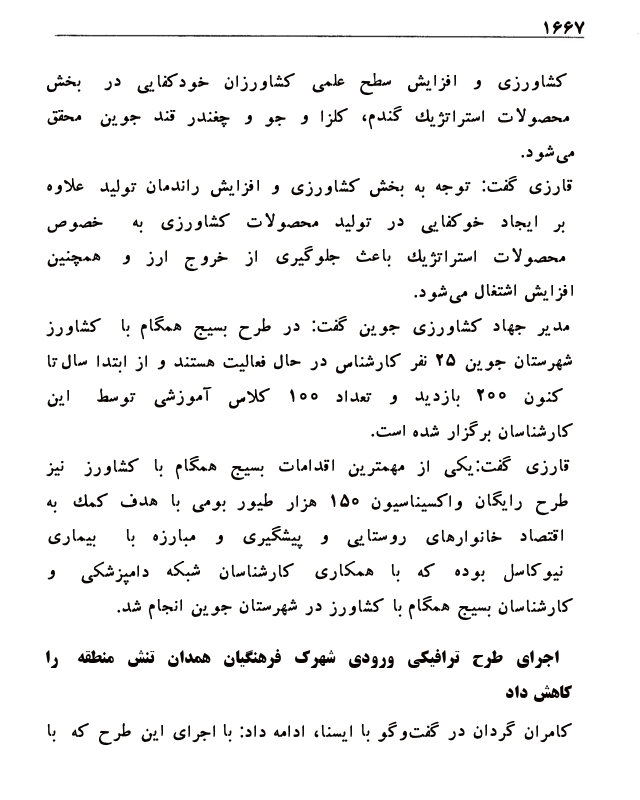 ۱۶۶۷
کشاورزی و افزایش سطح علمی کشاورزان خودکفایی در بخش
محصولات استراتژیك گندم، کلزا و جو و چغندر قند جوین محقق
می‌شود.
قارزی گفت: توجه به بخش کشاورزی و افزایش راندمان تولید علاوه
بر ایجاد خوکفایی در تولید محصولات کشاورزی به خصوص
محصولات استراتژیك باعث جلوگیری از خروج ارز و همچنین
افزایش اشتغال می‌شود.
مدیر جهاد کشاورزی جوین گفت: در طرح بسیج همگام با کشاورز
شهرستان جوین ۲۵ نفر کارشناس در حال فعالیت هستند و از ابتدا سال تا
کنون ۲۰۰ بازدید و تعداد ۱۰۰ کلاس آموزشی توسط این
کارشناسان برگزار شده است.
قارزی گفت:یکی از مهمترین اقدامات بسیج همگام با کشاورز نیز
طرح رایگان واکسیناسیون ۱۵۰ هزار طیور بومی با هدف کمك به
اقتصاد خانوارهای روستایی و پیشگیری و مبارزه با بیماری
نیوکاسل بوده که با همکاری کارشناسان شبکه دامپزشکی و
کارشناسان بسیج همگام با کشاورز در شهرستان جوین انجام شد.
اجرای طرح ترافیکی ورودی شهرک فرهنگیان همدان تنش منطقه را
کاهش داد
کامران گردان در گفت‌وگو با ایسنا، ادامه داد: با اجرای این طرح که با